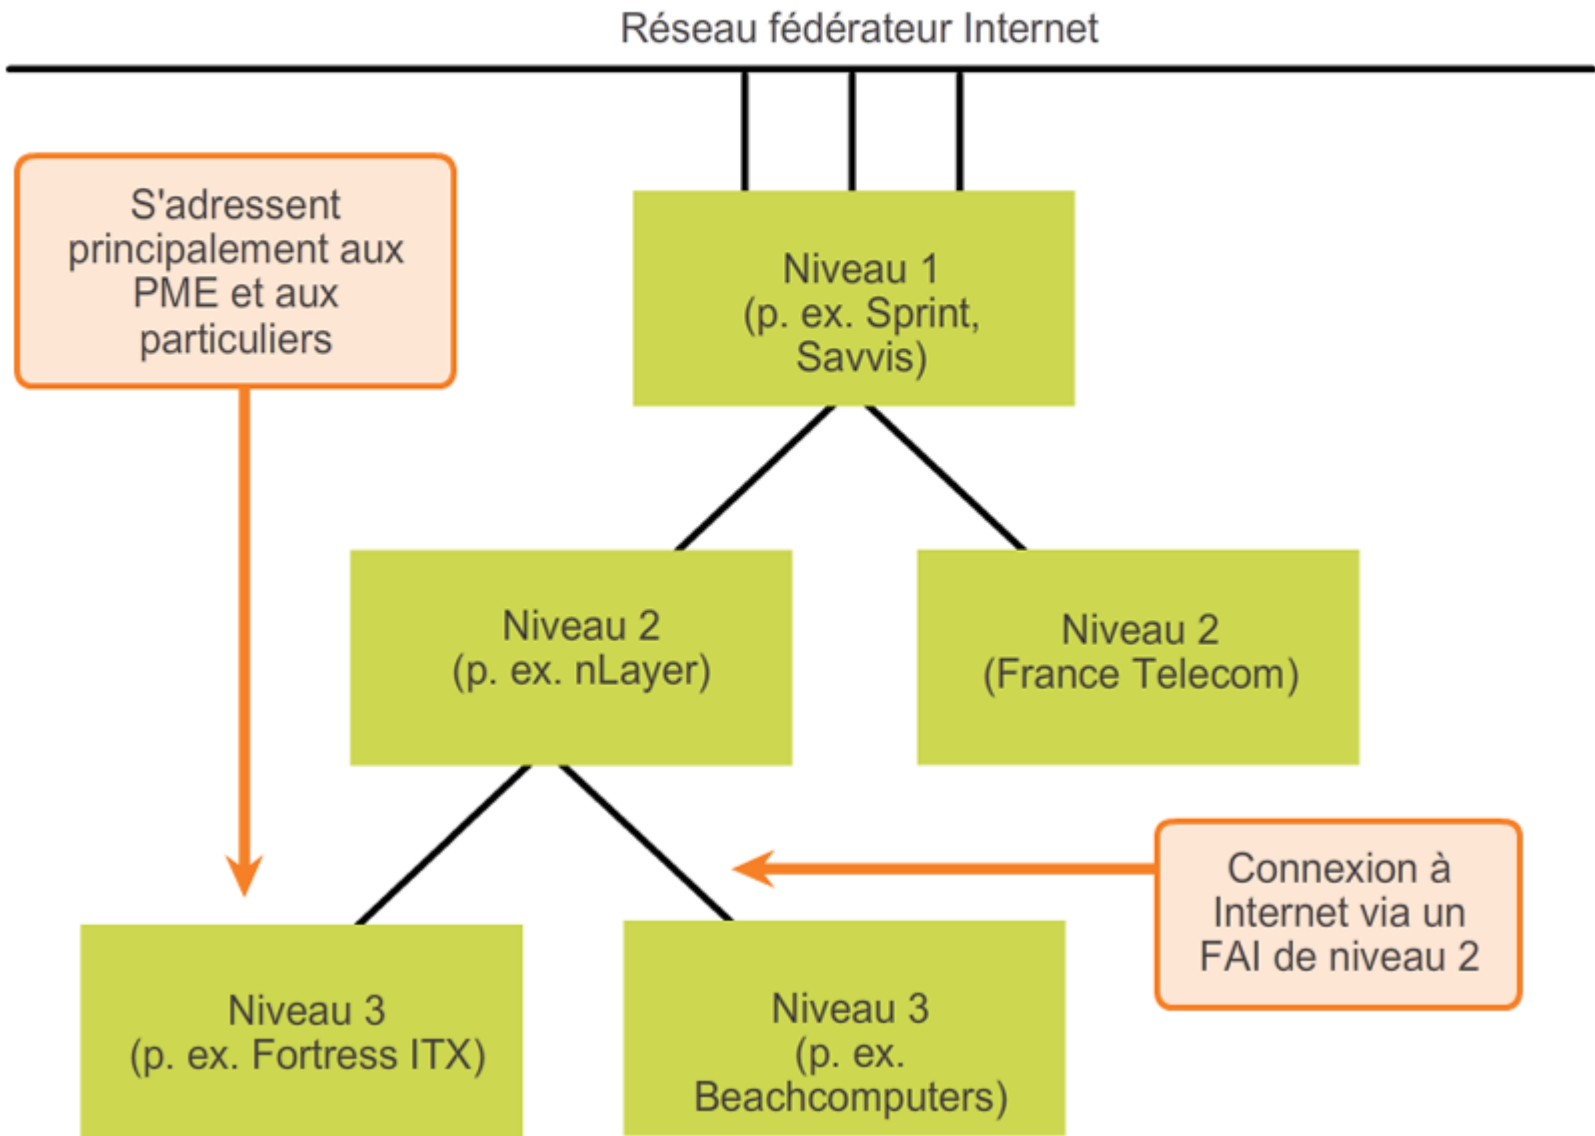 Réseau fédérateur Internet
S'adressent
principalement aux
PME et aux
particuliers
Niveau 1
(p. ex. Sprint,
Savvis)
Niveau 2
(p. ex. nLayer)
Niveau 2
(France Telecom)
Connexion à
Internet via un
FAI de niveau 2
Niveau 3
(p. ex. Fortress ITX)
Niveau 3
(p. ex.
Beachcomputers)